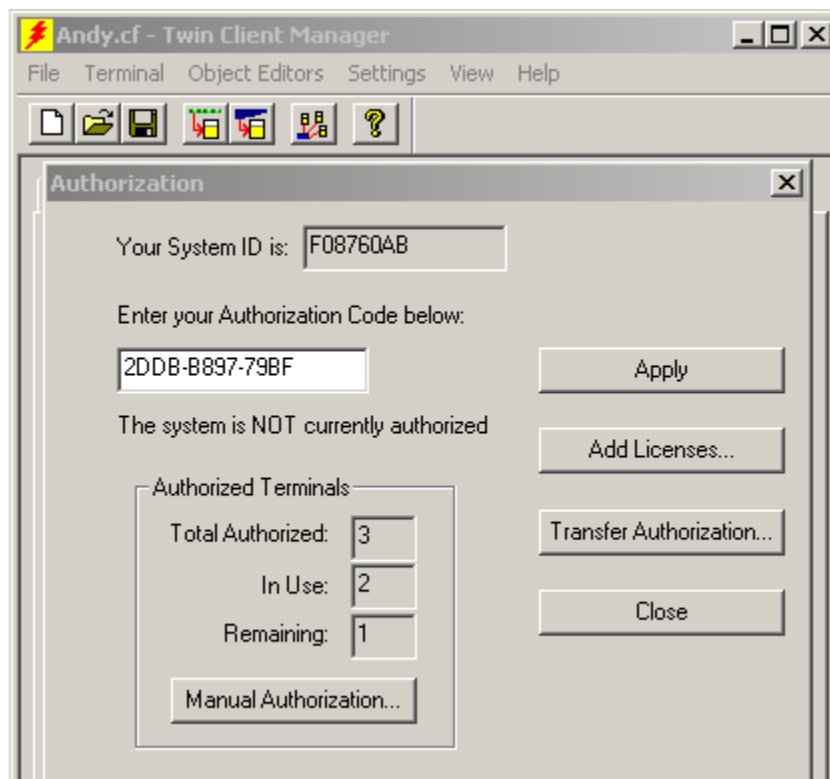 Andy.cf - Twin Client Manager
File Terminal Object Editors Settings View Help
Authorization
Your System ID is: F08760AB
Enter your Authorization Code below:
2DDB-B897-79BF
Apply
The system is NOT currently authorized
Add Licenses...
Authorized Terminals
Total Authorized: 3
Transfer Authorization...
In Use: 2
Close
Remaining: 1
Manual Authorization...